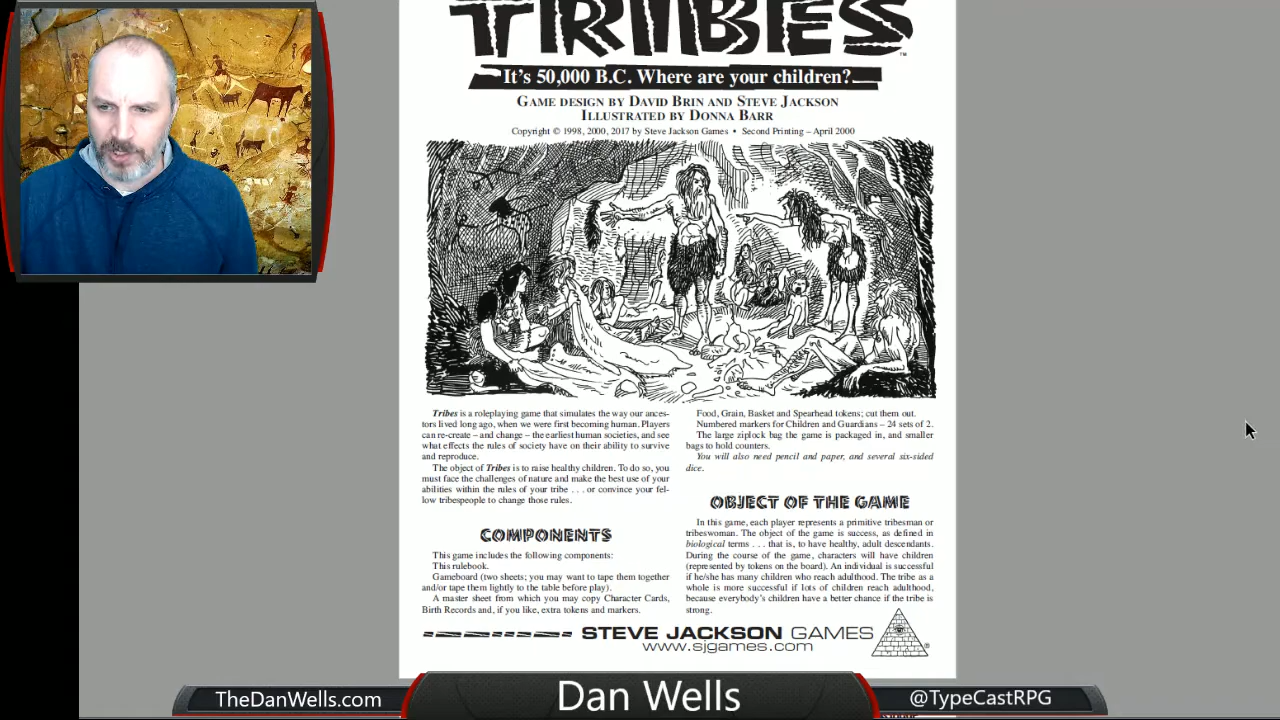 TRIBES™
It's 50,000 B.C. Where are your children?
GAME DESIGN BY DAVID BRIN AND STEVE JACKSON
ILLUSTRATED BY DONNA BARR
Copyright © 1998, 2000, 2017 by Steve Jackson Games • Second Printing – April 2000
Tribes is a roleplaying game that simulates the way our ances-
tors lived long ago, when we were first becoming human. Players
can re-create – and change – the earliest human societies, and see
what effects the rules of society have on their ability to survive
and reproduce.
The object of Tribes is to raise healthy children. To do so, you
must face the challenges of nature and make the best use of your
abilities within the rules of your tribe . . . or convince your fel-
low tribespeople to change those rules.
COMPONENTS
This game includes the following components:
This rulebook.
Gameboard (two sheets; you may want to tape them together
and/or tape them lightly to the table before play).
A master sheet from which you may copy Character Cards,
Birth Records and, if you like, extra tokens and markers.
Food, Grain, Basket and Spearhead tokens; cut them out.
Numbered markers for Children and Guardians – 24 sets of 2.
The large ziplock bag the game is packaged in, and smaller
bags to hold counters.
You will also need pencil and paper, and several six-sided
dice.
OBJECT OF THE GAME
In this game, each player represents a primitive tribesman or
tribeswoman. The object of the game is success, as defined in
biological terms . . . that is, to have healthy, adult descendants.
During the course of the game, characters will have children
(represented by tokens on the board). An individual is successful
if he/she has many children who reach adulthood. The tribe as a
whole is more successful if lots of children reach adulthood,
because everybody's children have a better chance if the tribe is
strong.
STEVE JACKSON GAMES
www.sjgames.com
®
TheDanWells.com
Dan Wells
@TypeCastRPG